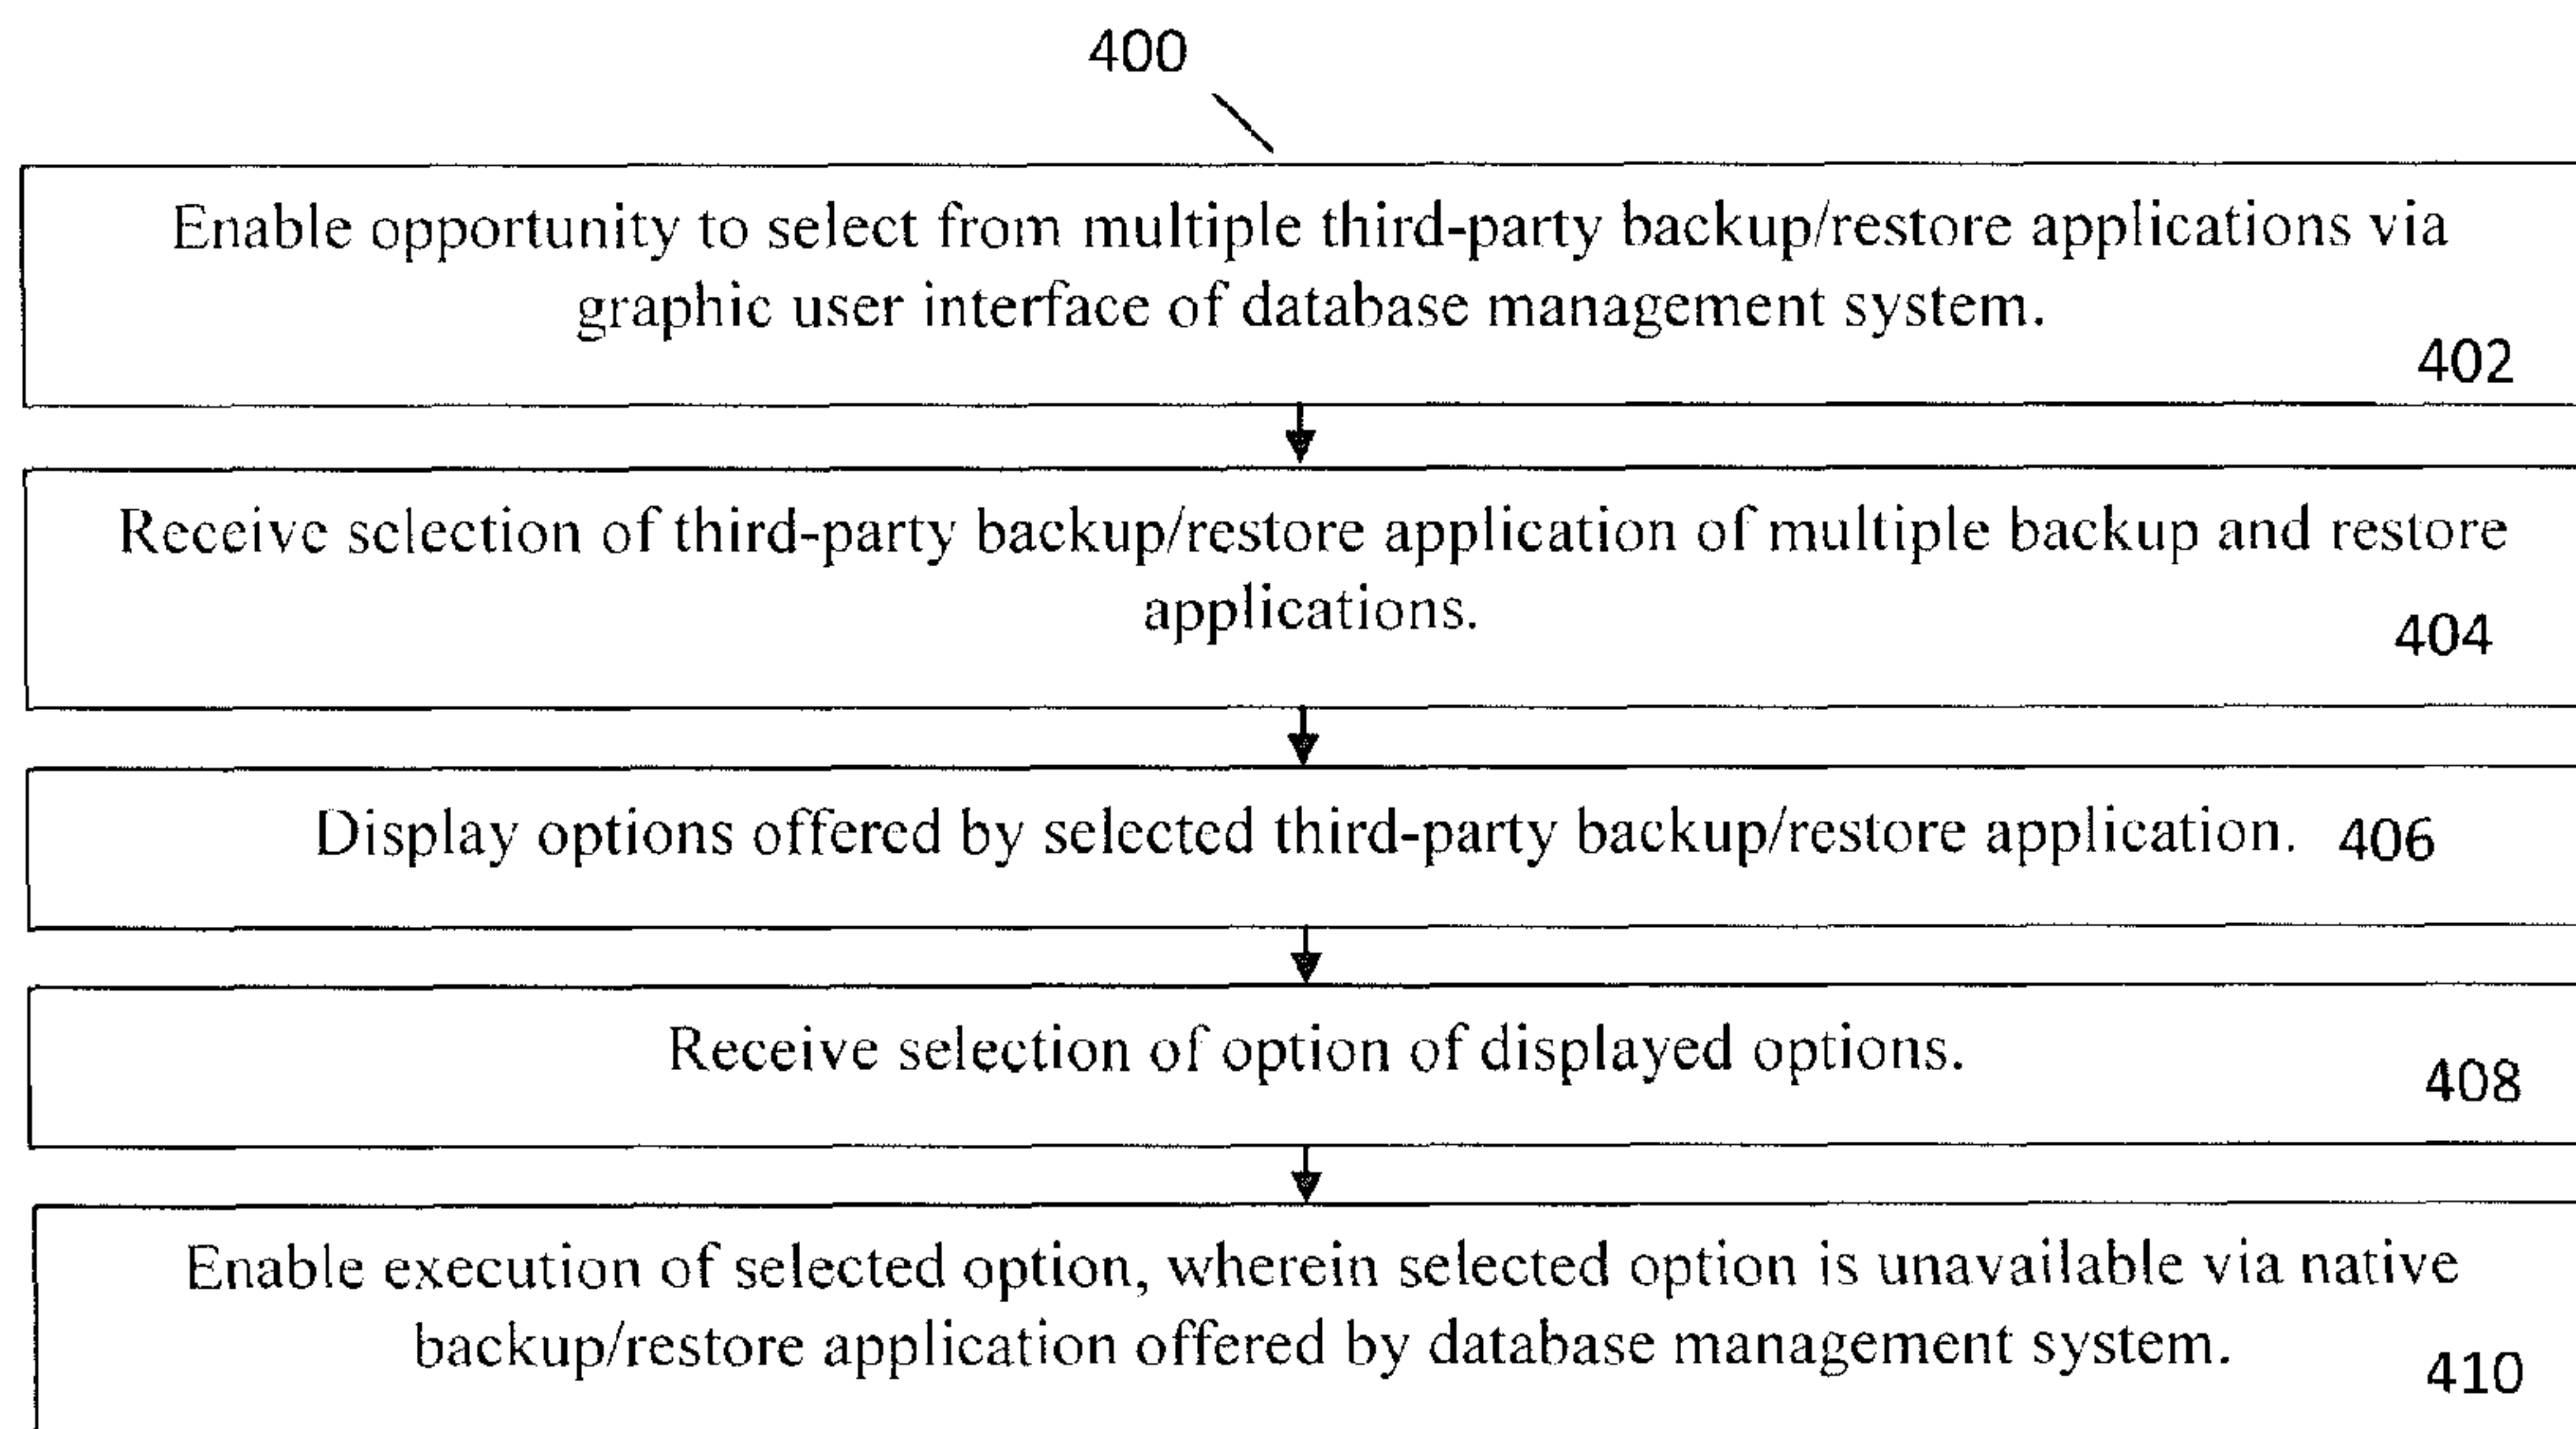 400
Enable opportunity to select from multiple third-party backup/restore applications via
graphic user interface of database management system.
402
Receive selection of third-party backup/restore application of multiple backup and restore
applications.
404
Display options offered by selected third-party backup/restore application. 406
Receive selection of option of displayed options.
408
Enable execution of selected option, wherein selected option is unavailable via native
backup/restore application offered by database management system.
410